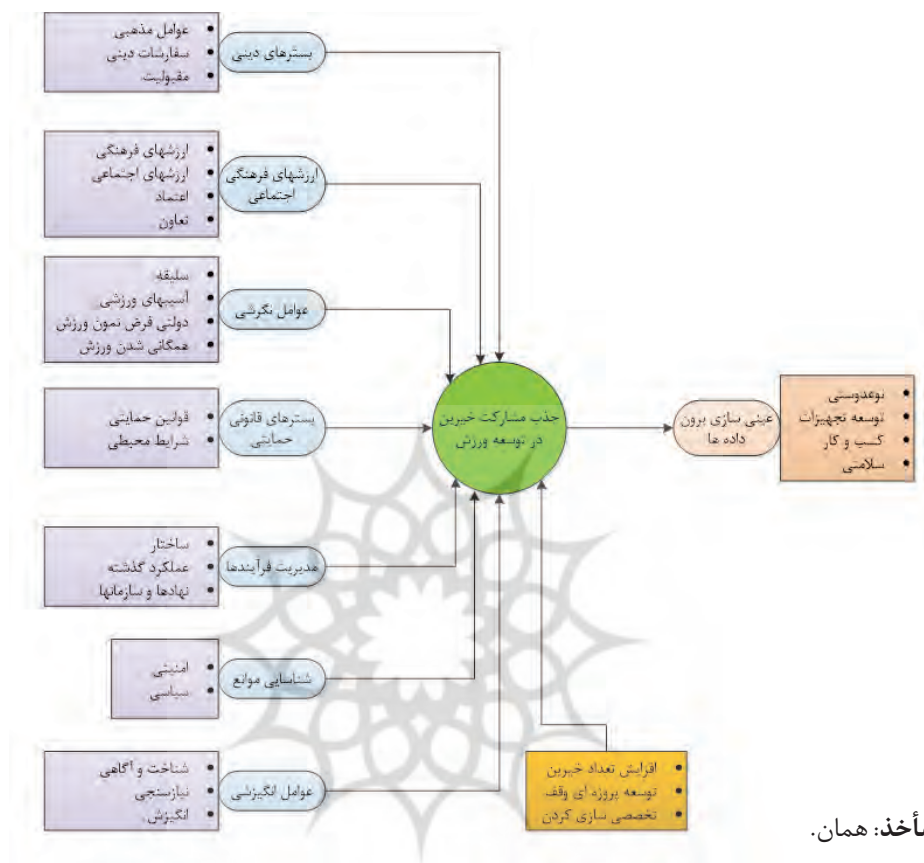 عوامل مذهبی
سفارشات دینی
مقبولیت
بسترهای دینی
ارزشهای فرهنگی
ارزشهای اجتماعی
اعتماد
تعاون
ارزشهای فرهنگی
اجتماعی
سلیقه
آسیبهای ورزشی
دولتی فرض نمون ورزش
همگانی شدن ورزش
عوامل نگرشی
قوانین حمایتی
شرایط محیطی
بسترهای قانونی
حمایتی
جذب مشارکت خیرین
در توسعه ورزش
عینی سازی برون
داده ها
نوعدوستی
توسعه تجهیزات
کسب و کار
سلامتی
ساختار
عملکرد گذشته
نهادها و سازمانها
مدیریت فرآیندها
امنیتی
سیاسی
شناسایی موانع
شناخت و آگاهی
نیازسنجی
انگیزش
عوامل انگیزشی
افزایش تعداد خیرین
توسعه پروژه ای وقف
تخصصی سازی کردن
مأخذ: همان.